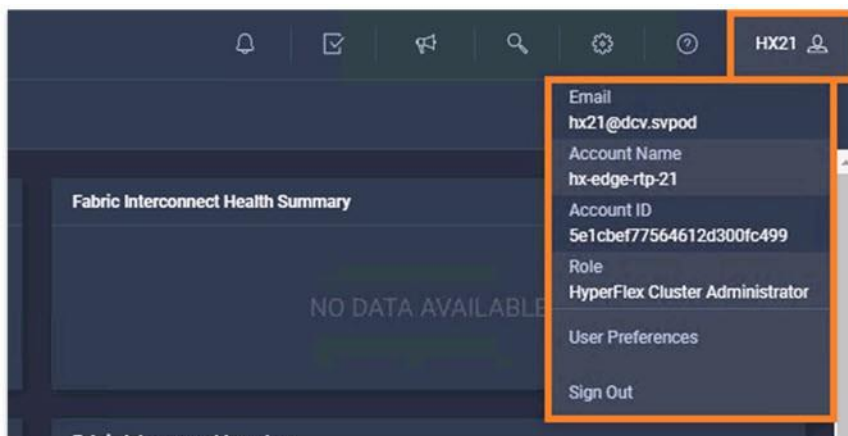 HX21
Email
hx21@dcv.svpod
Account Name
hx-edge-rtp-21
Account ID
5e1cbef77564612d300fc499
Role
HyperFlex Cluster Administrator
User Preferences
Sign Out
Fabric Interconnect Health Summary
NO DATA AVAILABLE